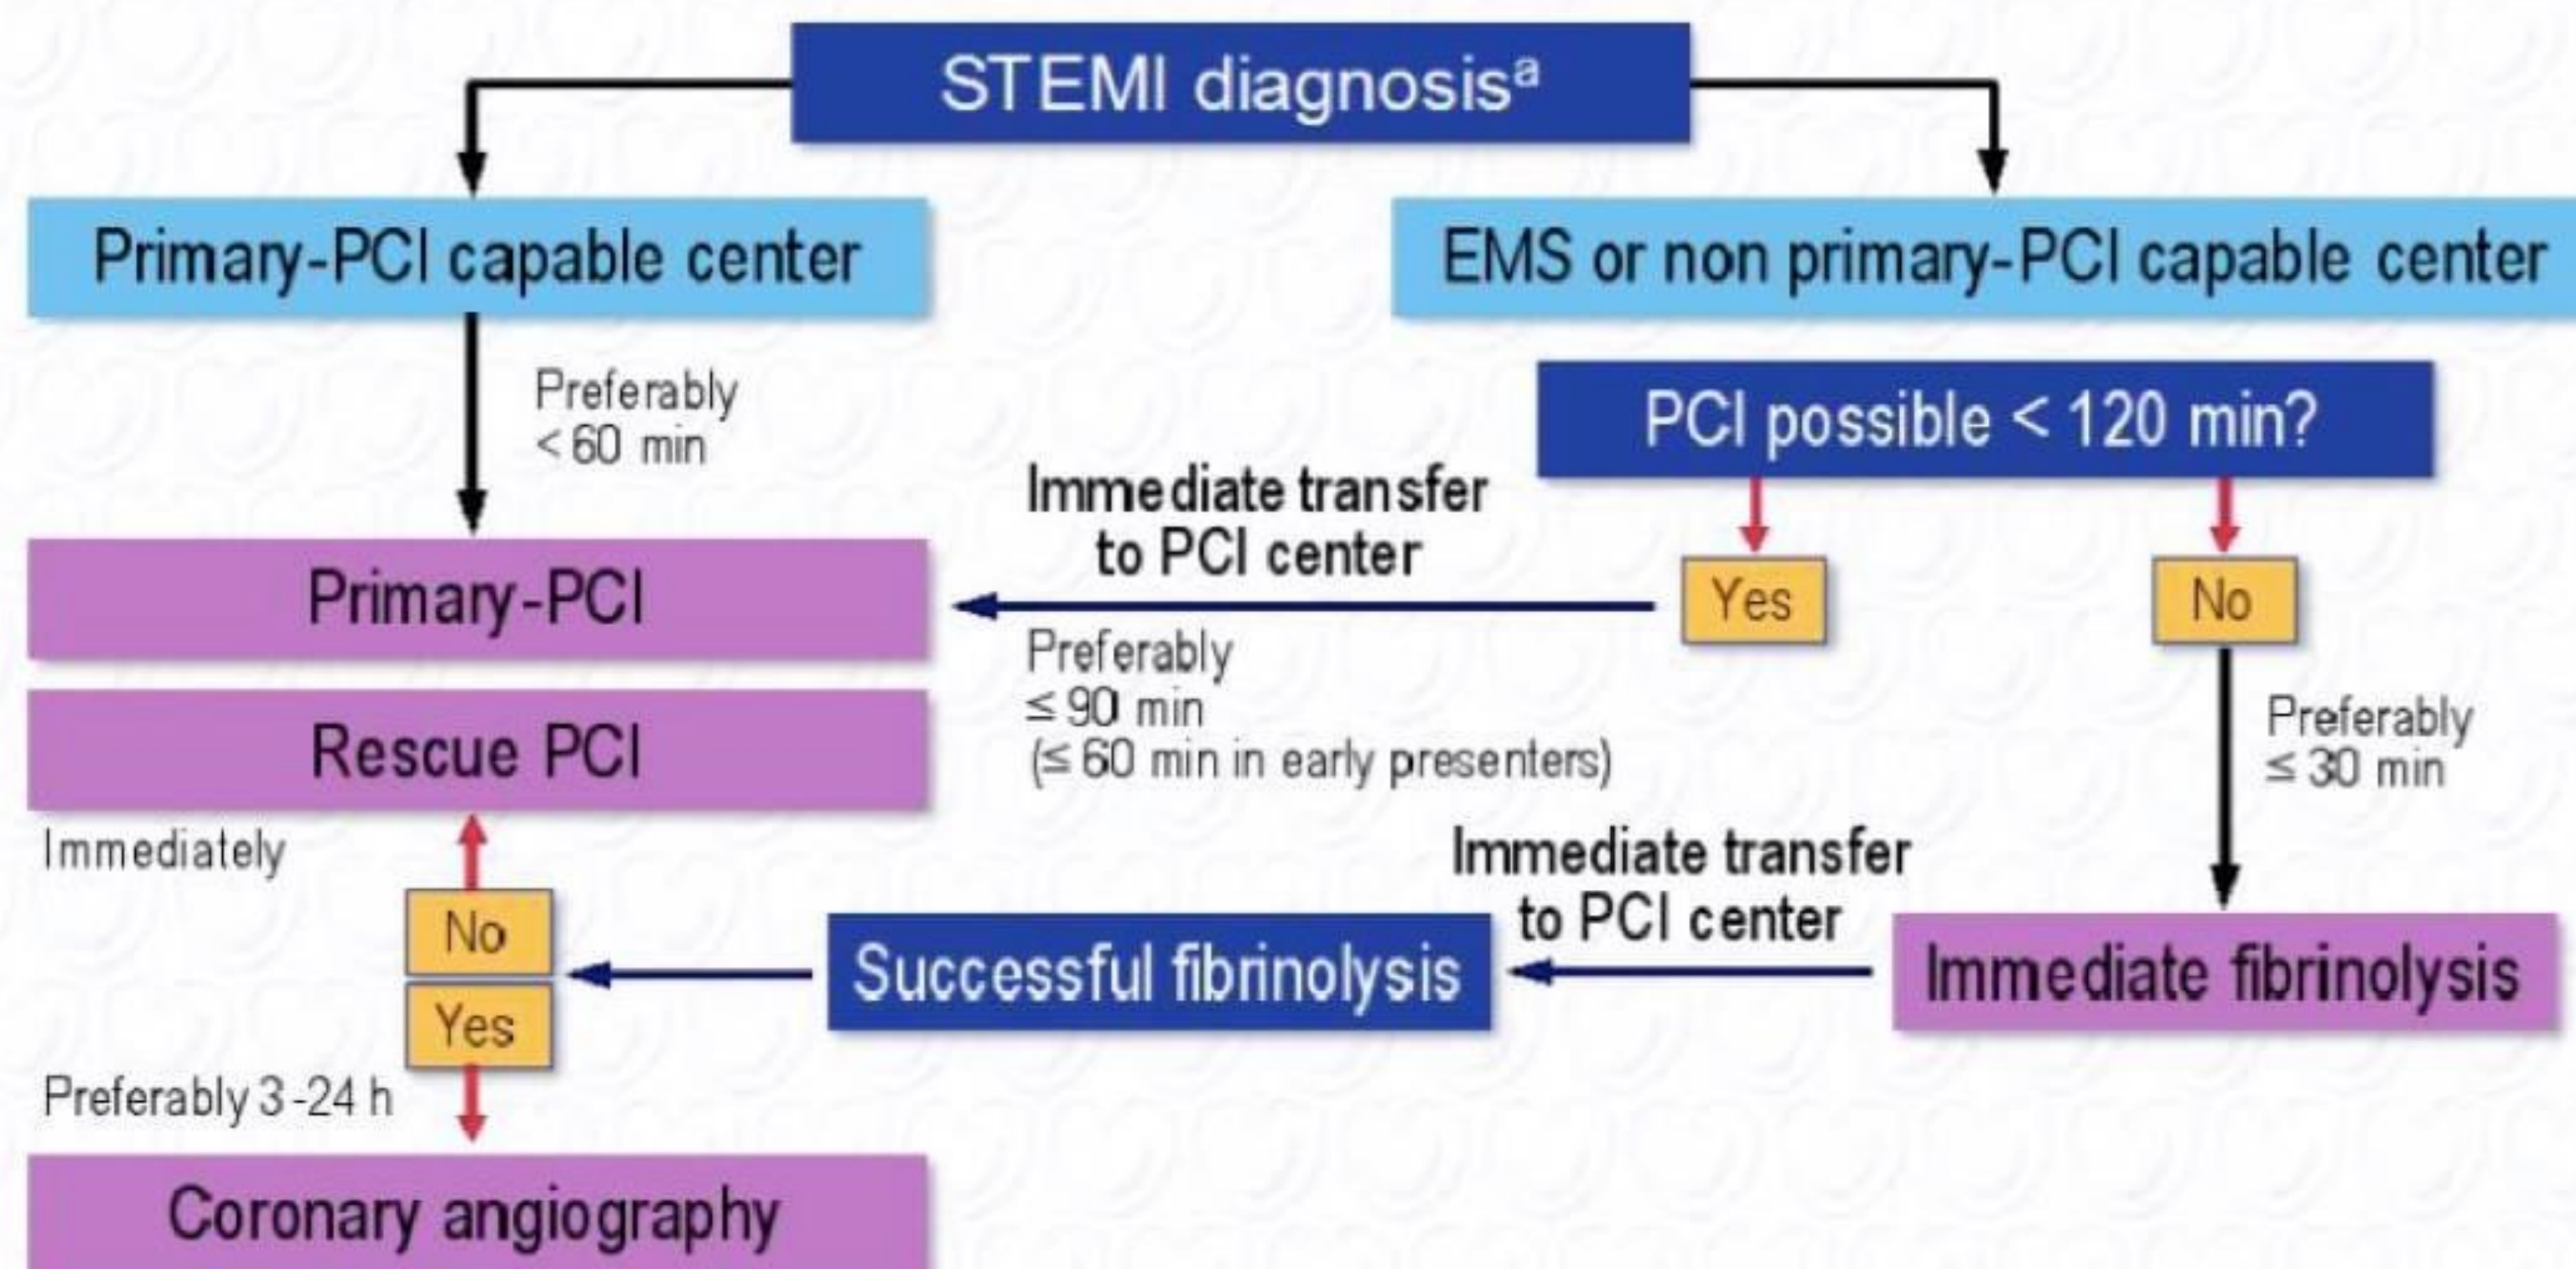 STEMI diagnosisᵃ
Primary-PCI capable center
EMS or non primary-PCI capable center
Preferably
< 60 min
PCI possible < 120 min?
Immediate transfer
to PCI center
Yes
No
Primary-PCI
Preferably
≤ 90 min
(≤ 60 min in early presenters)
Preferably
≤ 30 min
Rescue PCI
Immediately
No
Yes
Successful fibrinolysis
Immediate transfer
to PCI center
Immediate fibrinolysis
Preferably 3-24 h
Coronary angiography